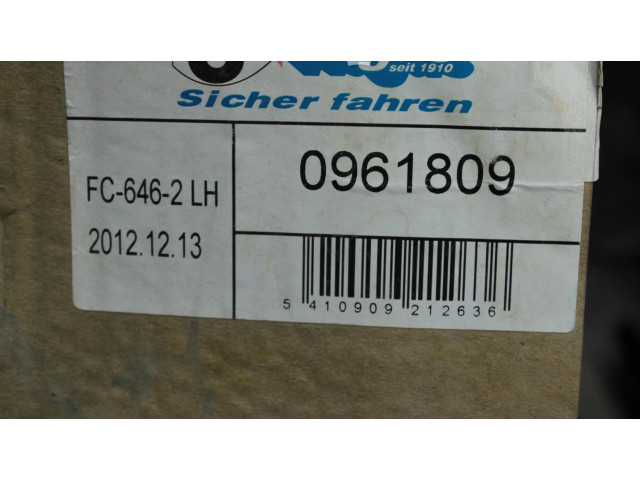 seit 1910
Sicher fahren
FC-646-2 LH
2012.12.13
0961809
5 410909 212636